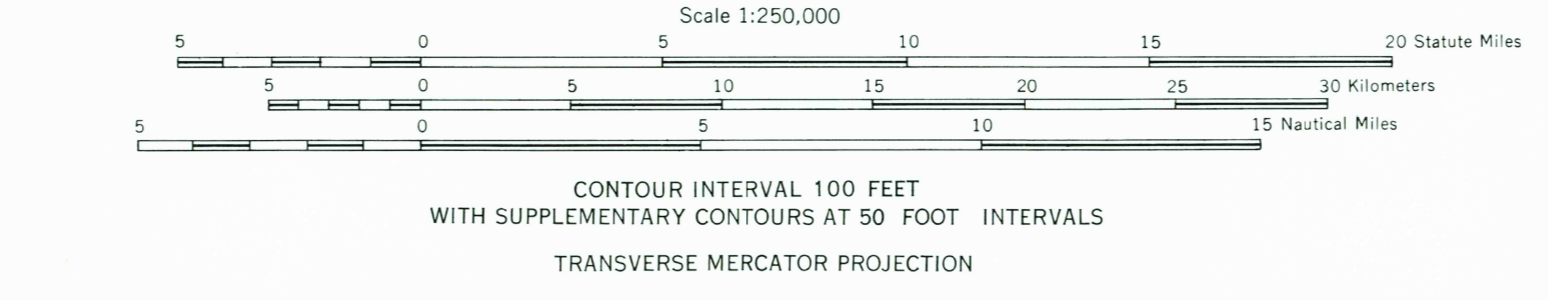 Scale 1:250,000
5 0 5 10 15 20 Statute Miles
5 0 5 10 15 20 25 30 Kilometers
5 0 5 10 15 Nautical Miles
CONTOUR INTERVAL 100 FEET
WITH SUPPLEMENTARY CONTOURS AT 50 FOOT INTERVALS
TRANSVERSE MERCATOR PROJECTION